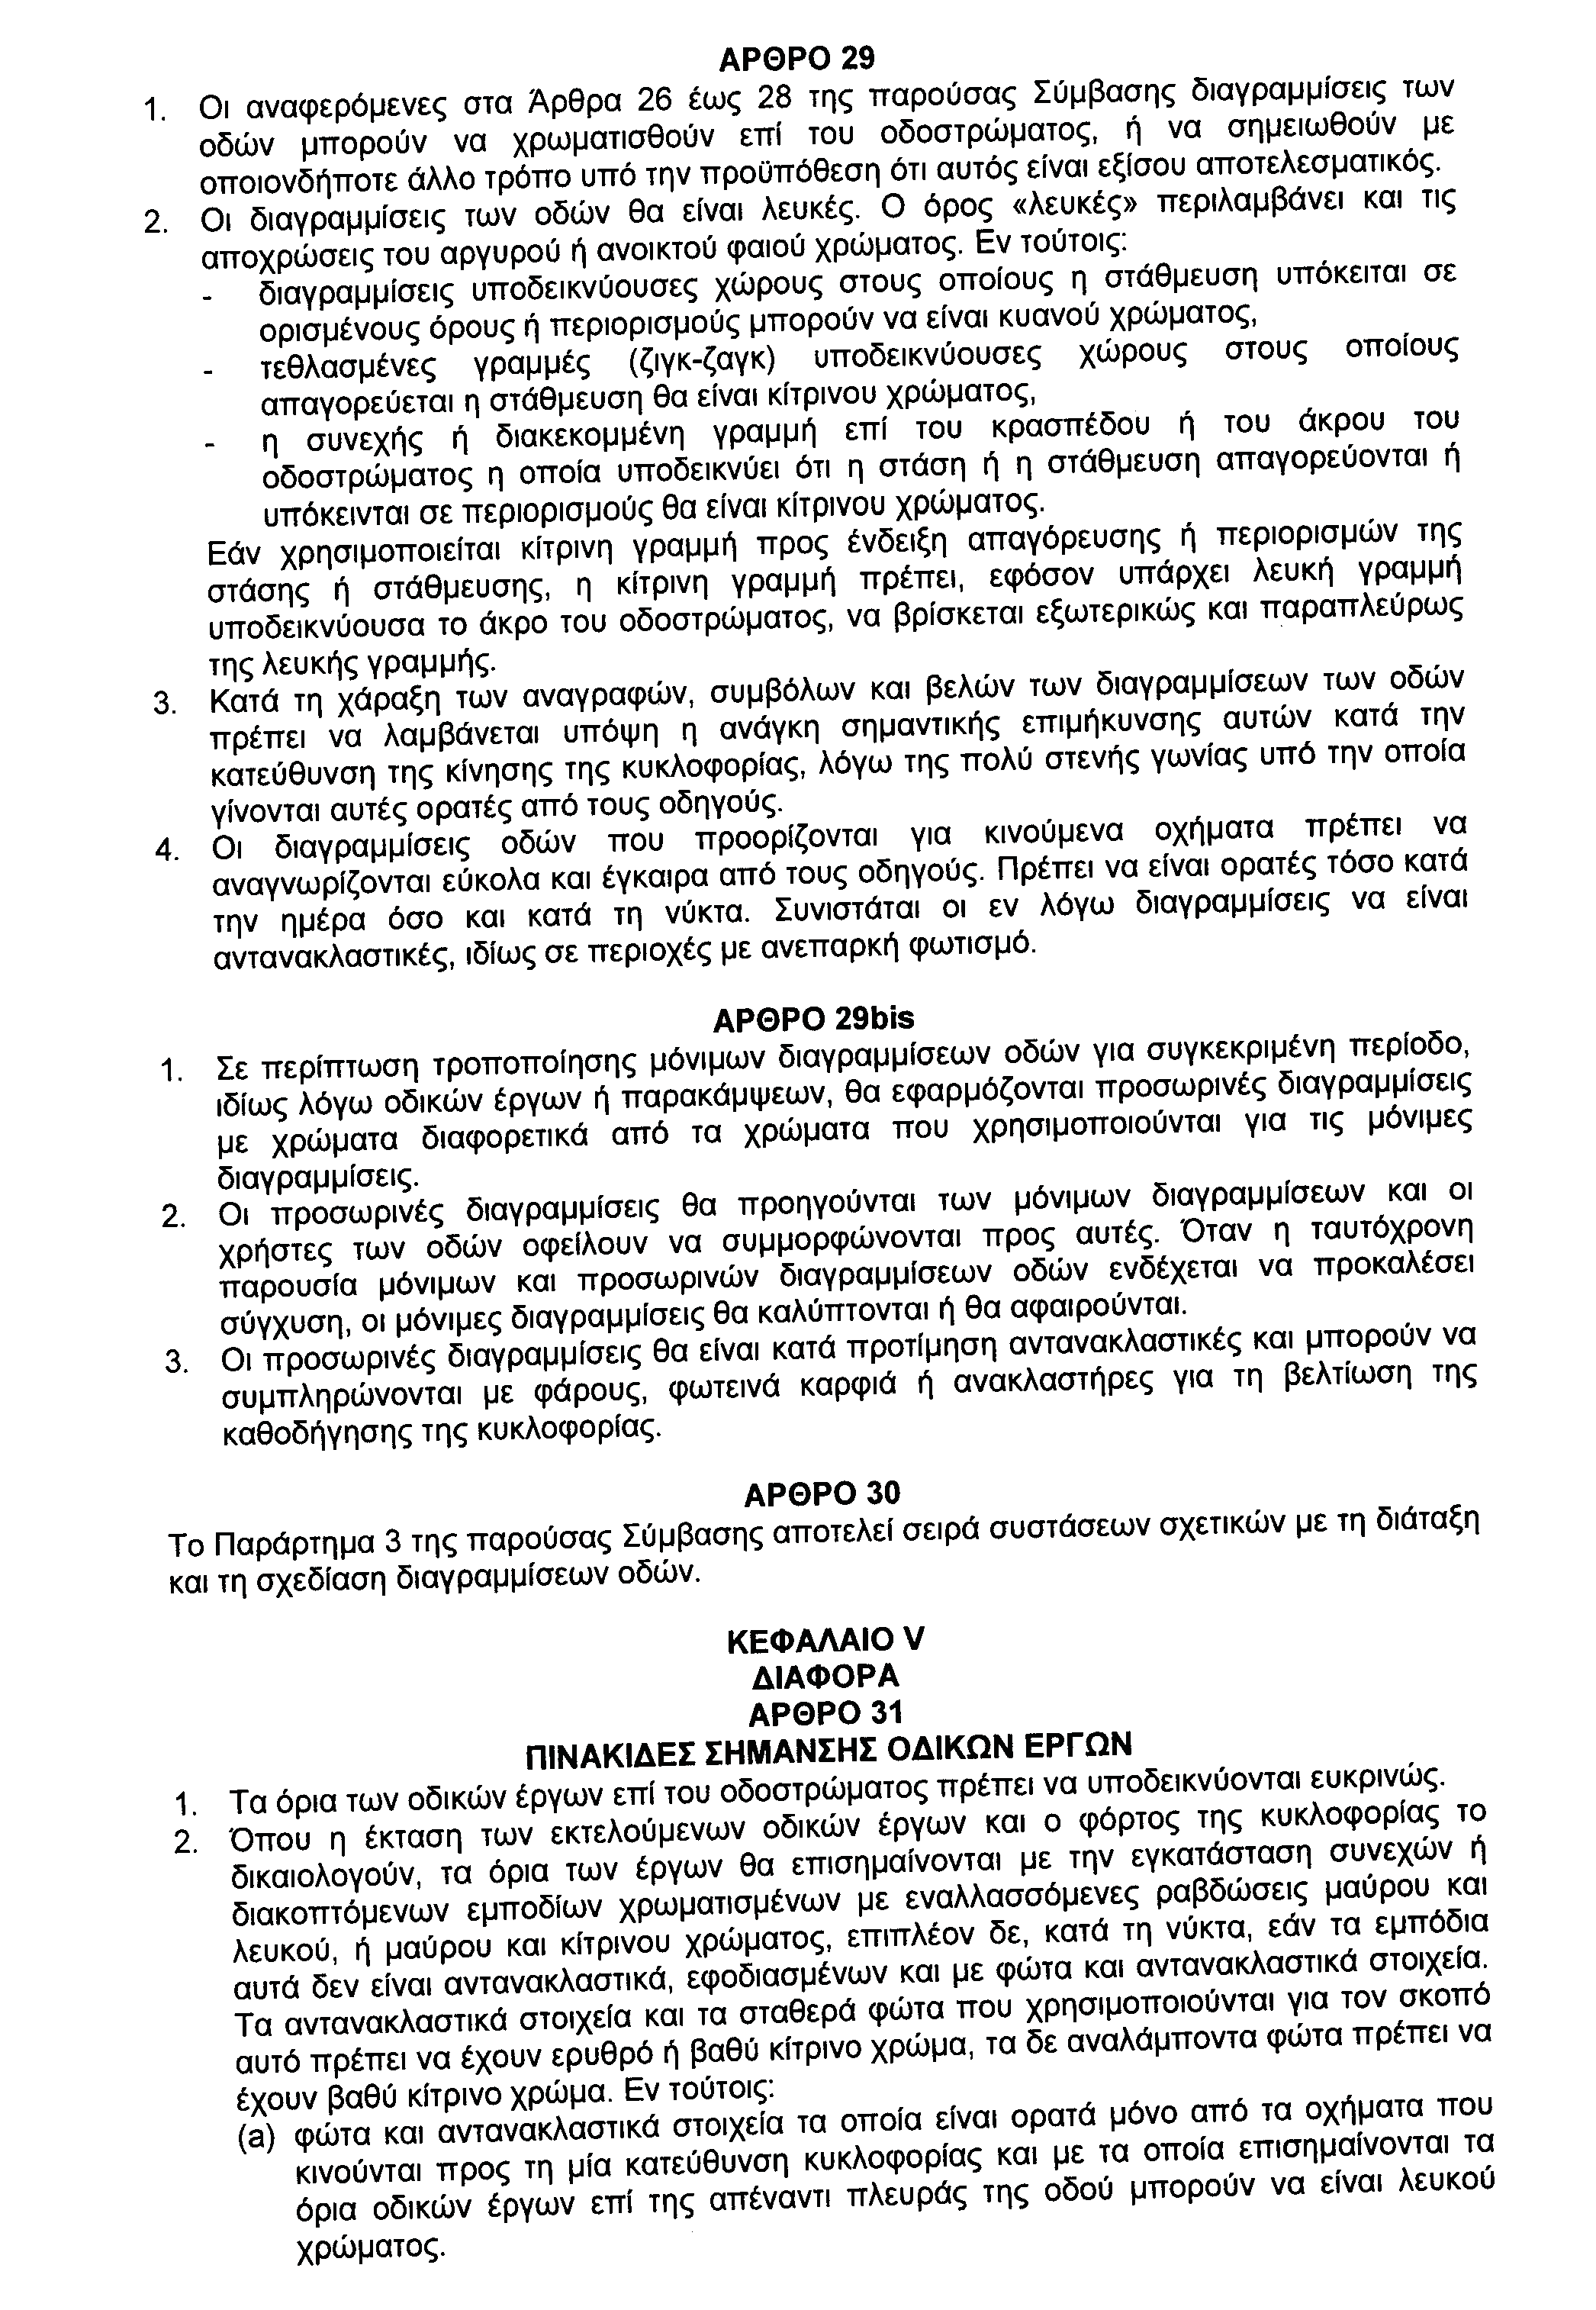 ΑΡΘΡΟ 29
1. Οι αναφερόμενες στα Άρθρα 26 έως 28 της παρούσας Σύμβασης διαγραμμίσεις των
οδών μπορούν να χρωματισθούν επί του οδοστρώματος, ή να σημειωθούν με
οποιονδήποτε άλλο τρόπο υπό την προϋπόθεση ότι αυτός είναι εξίσου αποτελεσματικός.
2. Οι διαγραμμίσεις των οδών θα είναι λευκές. Ο όρος «λευκές» περιλαμβάνει και τις
αποχρώσεις του αργυρού ή ανοικτού φαιού χρώματος. Εν τούτοις:
- διαγραμμίσεις υποδεικνύουσες χώρους στους οποίους η στάθμευση υπόκειται σε
ορισμένους όρους ή περιορισμούς μπορούν να είναι κυανού χρώματος,
- τεθλασμένες γραμμές (ζιγκ-ζαγκ) υποδεικνύουσες χώρους στους οποίους
απαγορεύεται η στάθμευση θα είναι κίτρινου χρώματος,
- η συνεχής ή διακεκομμένη γραμμή επί του κρασπέδου ή του άκρου του
οδοστρώματος η οποία υποδεικνύει ότι η στάση ή η στάθμευση απαγορεύονται ή
υπόκεινται σε περιορισμούς θα είναι κίτρινου χρώματος.
Εάν χρησιμοποιείται κίτρινη γραμμή προς ένδειξη απαγόρευσης ή περιορισμών της
στάσης ή στάθμευσης, η κίτρινη γραμμή πρέπει, εφόσον υπάρχει λευκή γραμμή
υποδεικνύουσα το άκρο του οδοστρώματος, να βρίσκεται εξωτερικώς και παραπλεύρως
της λευκής γραμμής.
3. Κατά τη χάραξη των αναγραφών, συμβόλων και βελών των διαγραμμίσεων των οδών
πρέπει να λαμβάνεται υπόψη η ανάγκη σημαντικής επιμήκυνσης αυτών κατά την
κατεύθυνση της κίνησης της κυκλοφορίας, λόγω της πολύ στενής γωνίας υπό την οποία
γίνονται αυτές ορατές από τους οδηγούς.
4. Οι διαγραμμίσεις οδών που προορίζονται για κινούμενα οχήματα πρέπει να
αναγνωρίζονται εύκολα και έγκαιρα από τους οδηγούς. Πρέπει να είναι ορατές τόσο κατά
την ημέρα όσο και κατά τη νύκτα. Συνιστάται οι εν λόγω διαγραμμίσεις να είναι
αντανακλαστικές, ιδίως σε περιοχές με ανεπαρκή φωτισμό.
ΑΡΘΡΟ 29bis
1. Σε περίπτωση τροποποίησης μόνιμων διαγραμμίσεων οδών για συγκεκριμένη περίοδο,
ιδίως λόγω οδικών έργων ή παρακάμψεων, θα εφαρμόζονται προσωρινές διαγραμμίσεις
με χρώματα διαφορετικά από τα χρώματα που χρησιμοποιούνται για τις μόνιμες
διαγραμμίσεις.
2. Οι προσωρινές διαγραμμίσεις θα προηγούνται των μόνιμων διαγραμμίσεων και οι
χρήστες των οδών οφείλουν να συμμορφώνονται προς αυτές. Όταν η ταυτόχρονη
παρουσία μόνιμων και προσωρινών διαγραμμίσεων οδών ενδέχεται να προκαλέσει
σύγχυση, οι μόνιμες διαγραμμίσεις θα καλύπτονται ή θα αφαιρούνται.
3. Οι προσωρινές διαγραμμίσεις θα είναι κατά προτίμηση αντανακλαστικές και μπορούν να
συμπληρώνονται με φάρους, φωτεινά καρφιά ή ανακλαστήρες για τη βελτίωση της
καθοδήγησης της κυκλοφορίας.
ΑΡΘΡΟ 30
Το Παράρτημα 3 της παρούσας Σύμβασης αποτελεί σειρά συστάσεων σχετικών με τη διάταξη
και τη σχεδίαση διαγραμμίσεων οδών.
ΚΕΦΑΛΑΙΟ V
ΔΙΑΦΟΡΑ
ΑΡΘΡΟ 31
ΠΙΝΑΚΙΔΕΣ ΣΗΜΑΝΣΗΣ ΟΔΙΚΩΝ ΕΡΓΩΝ
1. Τα όρια των οδικών έργων επί του οδοστρώματος πρέπει να υποδεικνύονται ευκρινώς.
2. Όπου η έκταση των εκτελούμενων οδικών έργων και ο φόρτος της κυκλοφορίας το
δικαιολογούν, τα όρια των έργων θα επισημαίνονται με την εγκατάσταση συνεχών ή
διακοπτόμενων εμποδίων χρωματισμένων με εναλλασσόμενες ραβδώσεις μαύρου και
λευκού, ή μαύρου και κίτρινου χρώματος, επιπλέον δε, κατά τη νύκτα, εάν τα εμπόδια
αυτά δεν είναι αντανακλαστικά, εφοδιασμένων και με φώτα και αντανακλαστικά στοιχεία.
Τα αντανακλαστικά στοιχεία και τα σταθερά φώτα που χρησιμοποιούνται για τον σκοπό
αυτό πρέπει να έχουν ερυθρό ή βαθύ κίτρινο χρώμα, τα δε αναλάμποντα φώτα πρέπει να
έχουν βαθύ κίτρινο χρώμα. Εν τούτοις:
(a) φώτα και αντανακλαστικά στοιχεία τα οποία είναι ορατά μόνο από τα οχήματα που
κινούνται προς τη μία κατεύθυνση κυκλοφορίας και με τα οποία επισημαίνονται τα
όρια οδικών έργων επί της απέναντι πλευράς της οδού μπορούν να είναι λευκού
χρώματος.